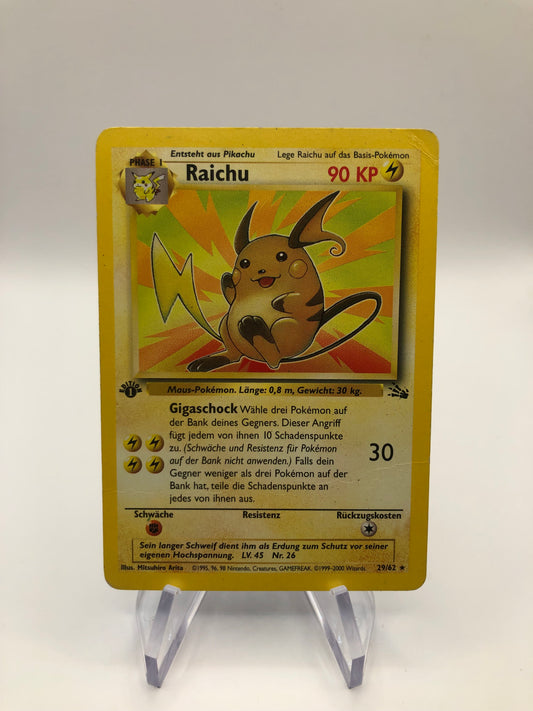 PHASE 1
Entsteht aus Pikachu
Lege Raichu auf das Basis-Pokémon
Raichu
90 KP
EDITION 1
Maus-Pokémon. Länge: 0,8 m, Gewicht: 30 kg.
Gigaschock Wähle drei Pokémon auf
der Bank deines Gegners. Dieser Angriff
fügt jedem von ihnen 10 Schadenspunkte
zu. (Schwäche und Resistenz für Pokémon
auf der Bank nicht anwenden.) Falls dein
Gegner weniger als drei Pokémon auf der
Bank hat, teile die Schadenspunkte an
jedes von ihnen aus.
30
Schwäche
Resistenz
Rückzugskosten
Sein langer Schweif dient ihm als Erdung zum Schutz vor seiner
eigenen Hochspannung. LV. 45 Nr. 26
Illus. Mitsuhiro Arita
©1995, 96, 98 Nintendo, Creatures, GAMEFREAK. ©1999-2000 Wizards.
29/62 ★